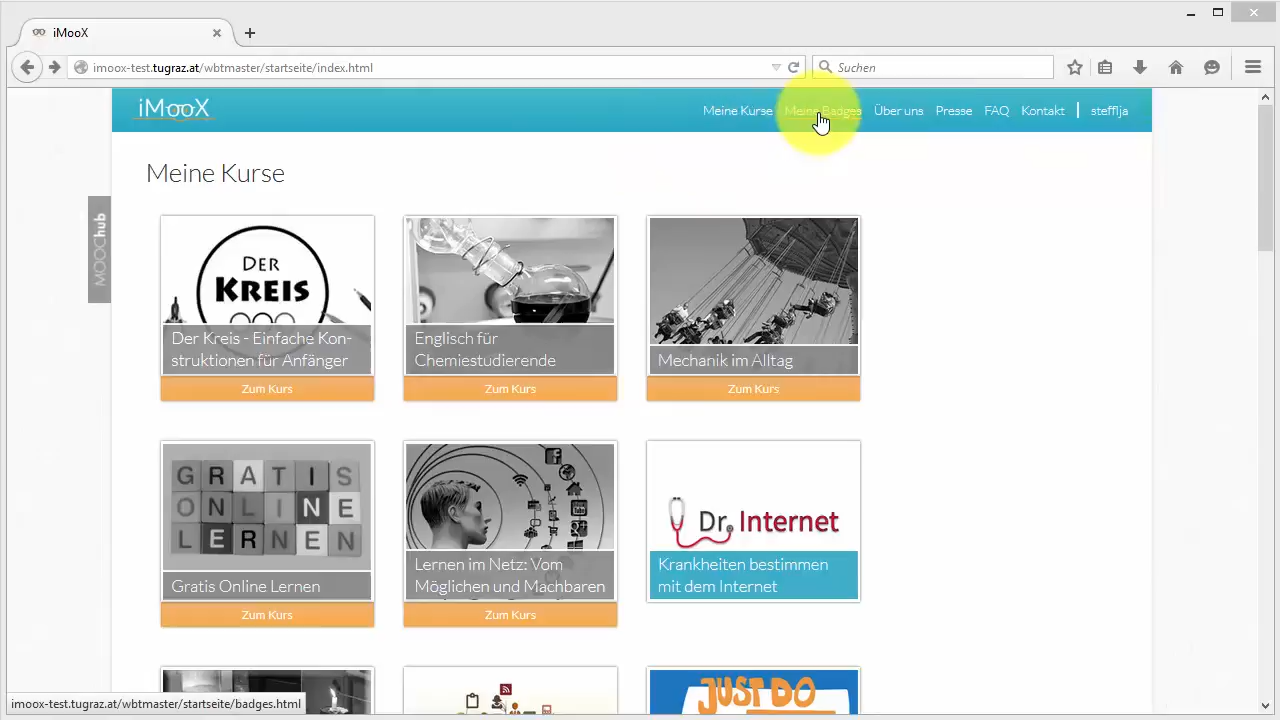 iMooX
imoox-test.tugraz.at/wbtmaster/startseite/index.html
Suchen
iMooX
Meine Kurse
Meine Badges
Über uns
Presse
FAQ
Kontakt
stefflja
Meine Kurse
MOOChub
DER
KREIS
Der Kreis - Einfache Kon-
struktionen für Anfänger
Zum Kurs
Englisch für
Chemiestudierende
Zum Kurs
Mechanik im Alltag
Zum Kurs
GRATIS
ONLINE
LERNEN
Gratis Online Lernen
Zum Kurs
Lernen im Netz: Vom
Möglichen und Machbaren
Zum Kurs
Dr. Internet
Krankheiten bestimmen
mit dem Internet
JUST DO
imoox-test.tugraz.at/wbtmaster/startseite/badges.html